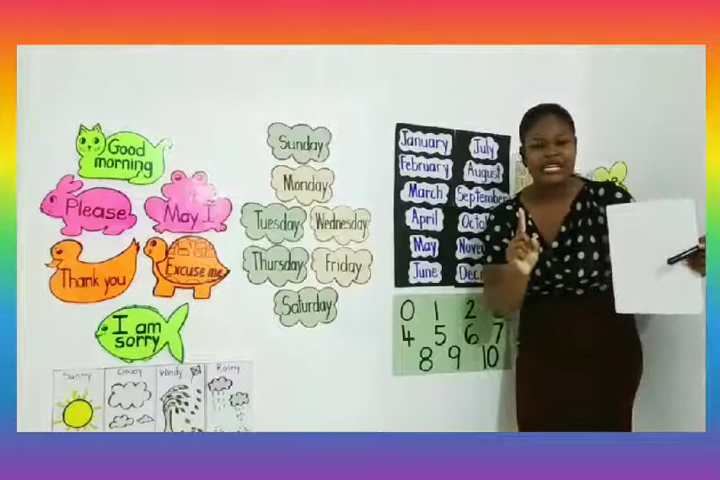 Good
morning
Please
May I
Thank you
Excuse me
I am
sorry
Sunny
Cloudy
Windy
Rainy
Sunday
Monday
Tuesday
Wednesday
Thursday
Friday
Saturday
January
July
February
August
March
September
April
May
June
0 1 2
4 5 6 7
8 9 10